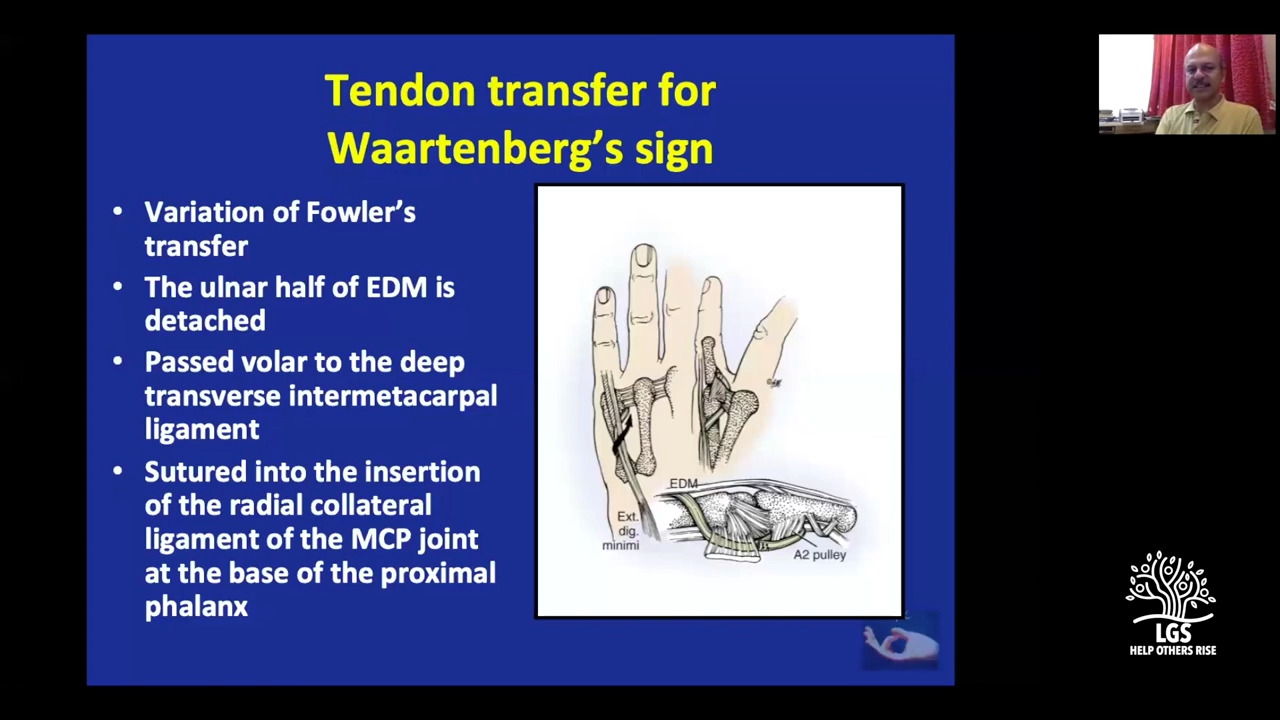 Tendon transfer for
Waartenberg's sign
• Variation of Fowler's
transfer
• The ulnar half of EDM is
detached
• Passed volar to the deep
transverse intermetacarpal
ligament
• Sutured into the insertion
of the radial collateral
ligament of the MCP joint
at the base of the proximal
phalanx
EDM
Ext.
dig.
minimi
A2 pulley
LGS
HELP OTHERS RISE